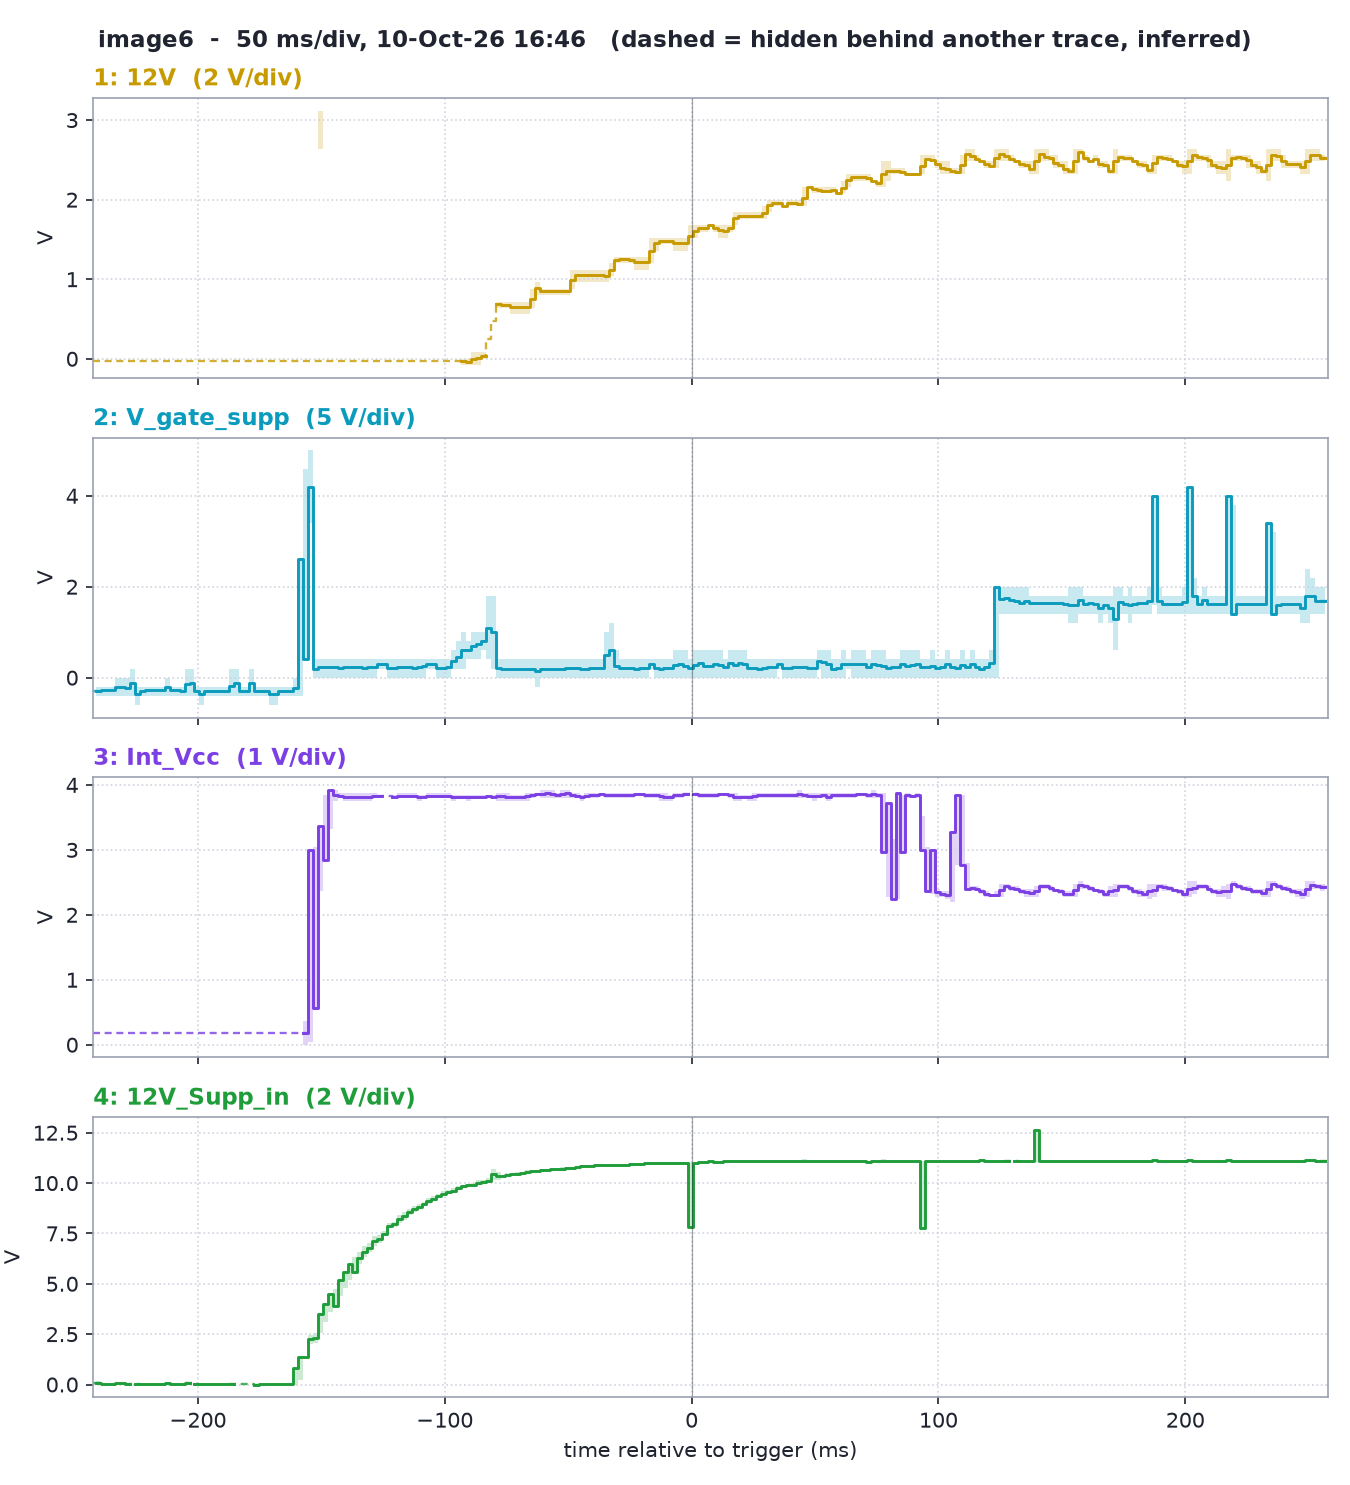 image6 - 50 ms/div, 10-Oct-26 16:46 (dashed = hidden behind another trace, inferred)
1: 12V (2 V/div)
3
2
1
0
V
2: V_gate_supp (5 V/div)
4
2
0
V
3: Int_Vcc (1 V/div)
4
3
2
1
0
V
4: 12V_Supp_in (2 V/div)
12.5
10.0
7.5
5.0
2.5
0.0
V
−200 −100 0 100 200
time relative to trigger (ms)